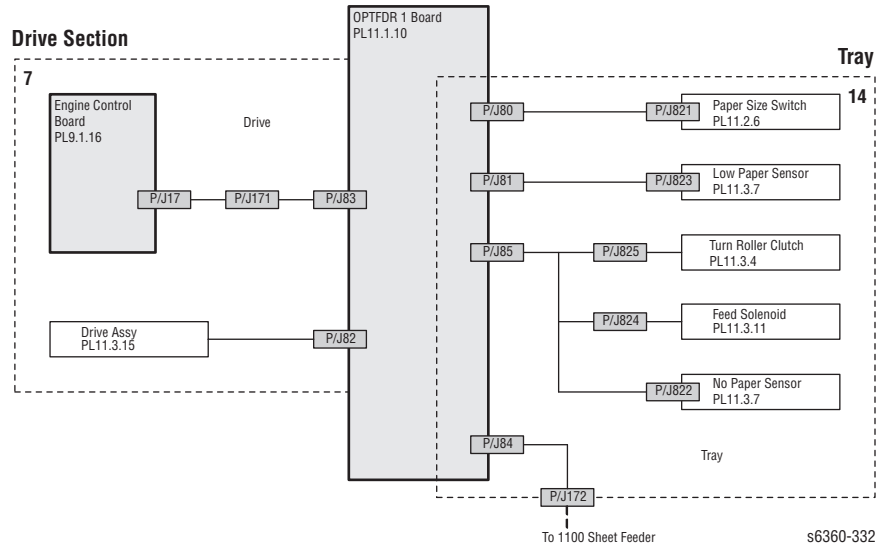 OPTFDR 1 Board
PL11.1.10
Drive Section
Tray
7
14
Engine Control
Board
PL9.1.16
Drive
P/J17
P/J171
P/J83
Drive Assy
PL11.3.15
P/J82
P/J80
P/J821
Paper Size Switch
PL11.2.6
P/J81
P/J823
Low Paper Sensor
PL11.3.7
P/J85
P/J825
Turn Roller Clutch
PL11.3.4
P/J824
Feed Solenoid
PL11.3.11
P/J822
No Paper Sensor
PL11.3.7
P/J84
Tray
P/J172
To 1100 Sheet Feeder
s6360-332